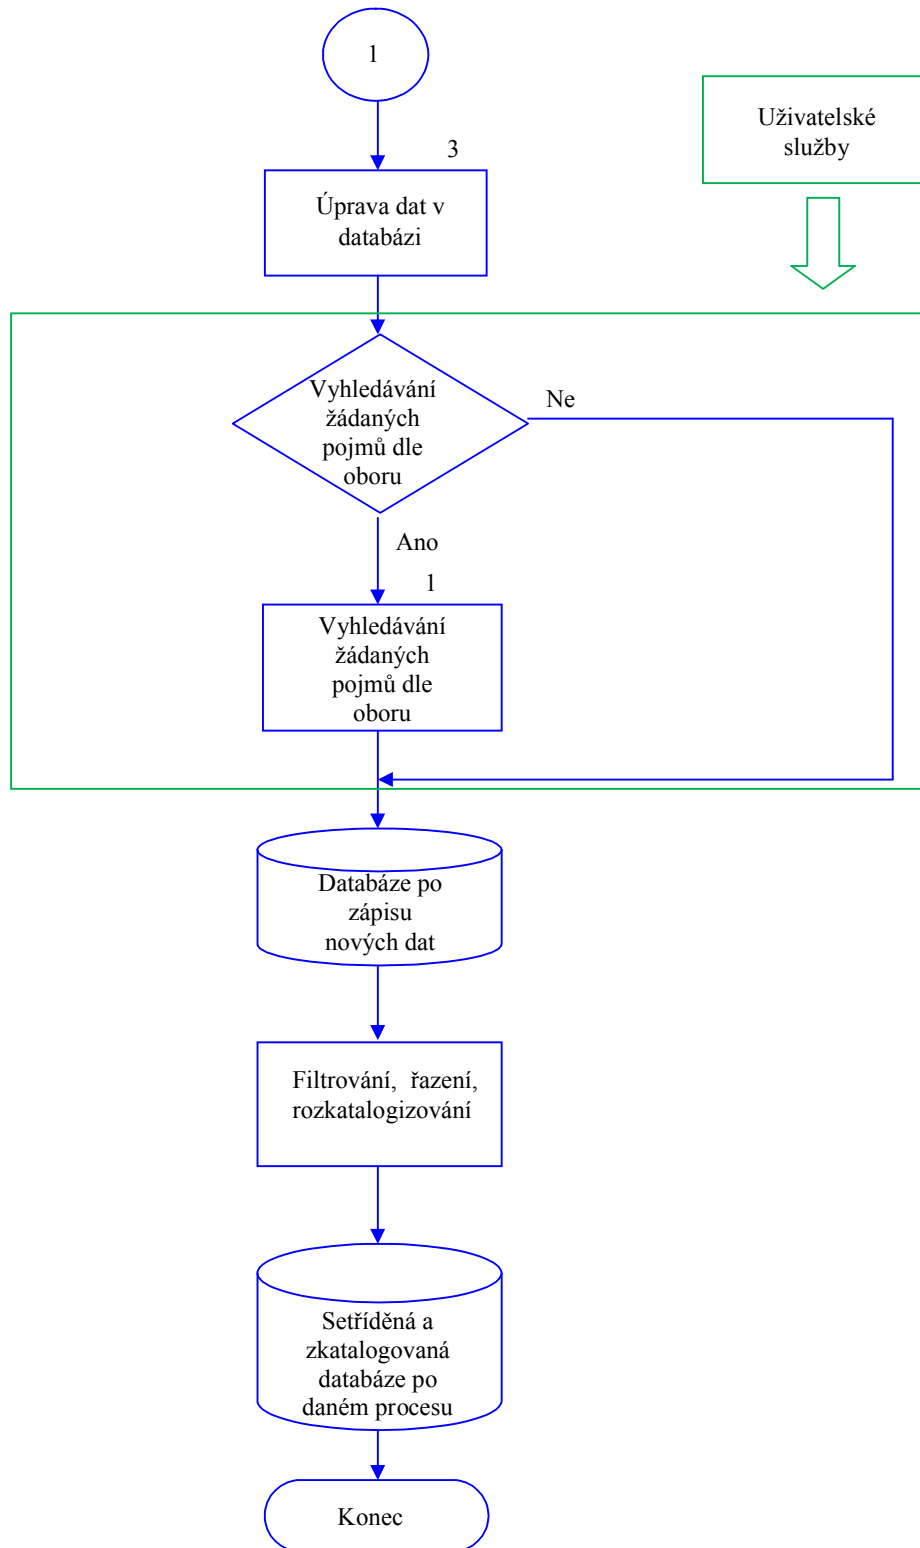 1
Uživatelské
služby
3
Úprava dat v
databázi
Vyhledávání
žádaných
pojmů dle
oboru
Ne
Ano
1
Vyhledávání
žádaných
pojmů dle
oboru
Databáze po
zápisu
nových dat
Filtrování, řazení,
rozkatalogizování
Setříděná a
zkatalogovaná
databáze po
daném procesu
Konec